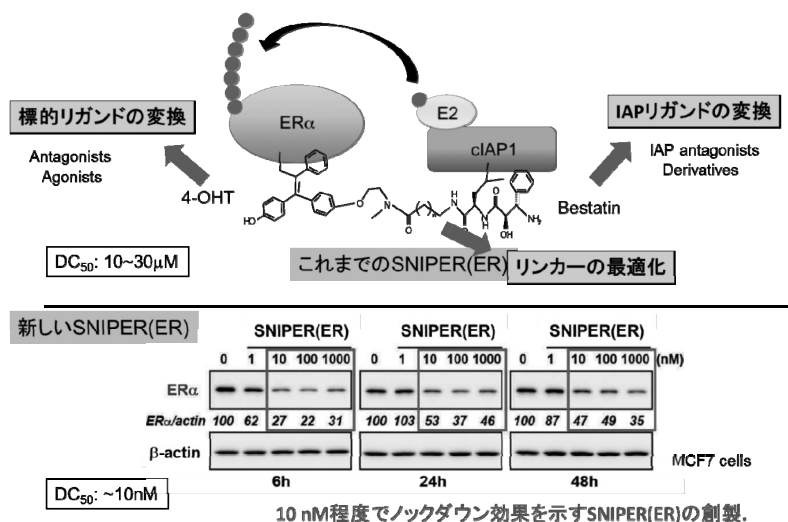 E2
ERα
cIAP1
標的リガンドの変換
IAPリガンドの変換
Antagonists
Agonists
IAP antagonists
Derivatives
4-OHT
Bestatin
HO
O
N
O
n
H
N
O
N
H
O
OH
NH2
DC50: 10~30μM
これまでのSNIPER(ER)
リンカーの最適化
新しいSNIPER(ER)
SNIPER(ER) SNIPER(ER) SNIPER(ER)
0 1 10 100 1000 0 1 10 100 1000 0 1 10 100 1000 (nM)
ERα
ERα/actin 100 62 27 22 31 100 103 53 37 46 100 87 47 49 35
β-actin
MCF7 cells
6h 24h 48h
DC50: ~10nM
10 nM程度でノックダウン効果を示すSNIPER(ER)の創製.